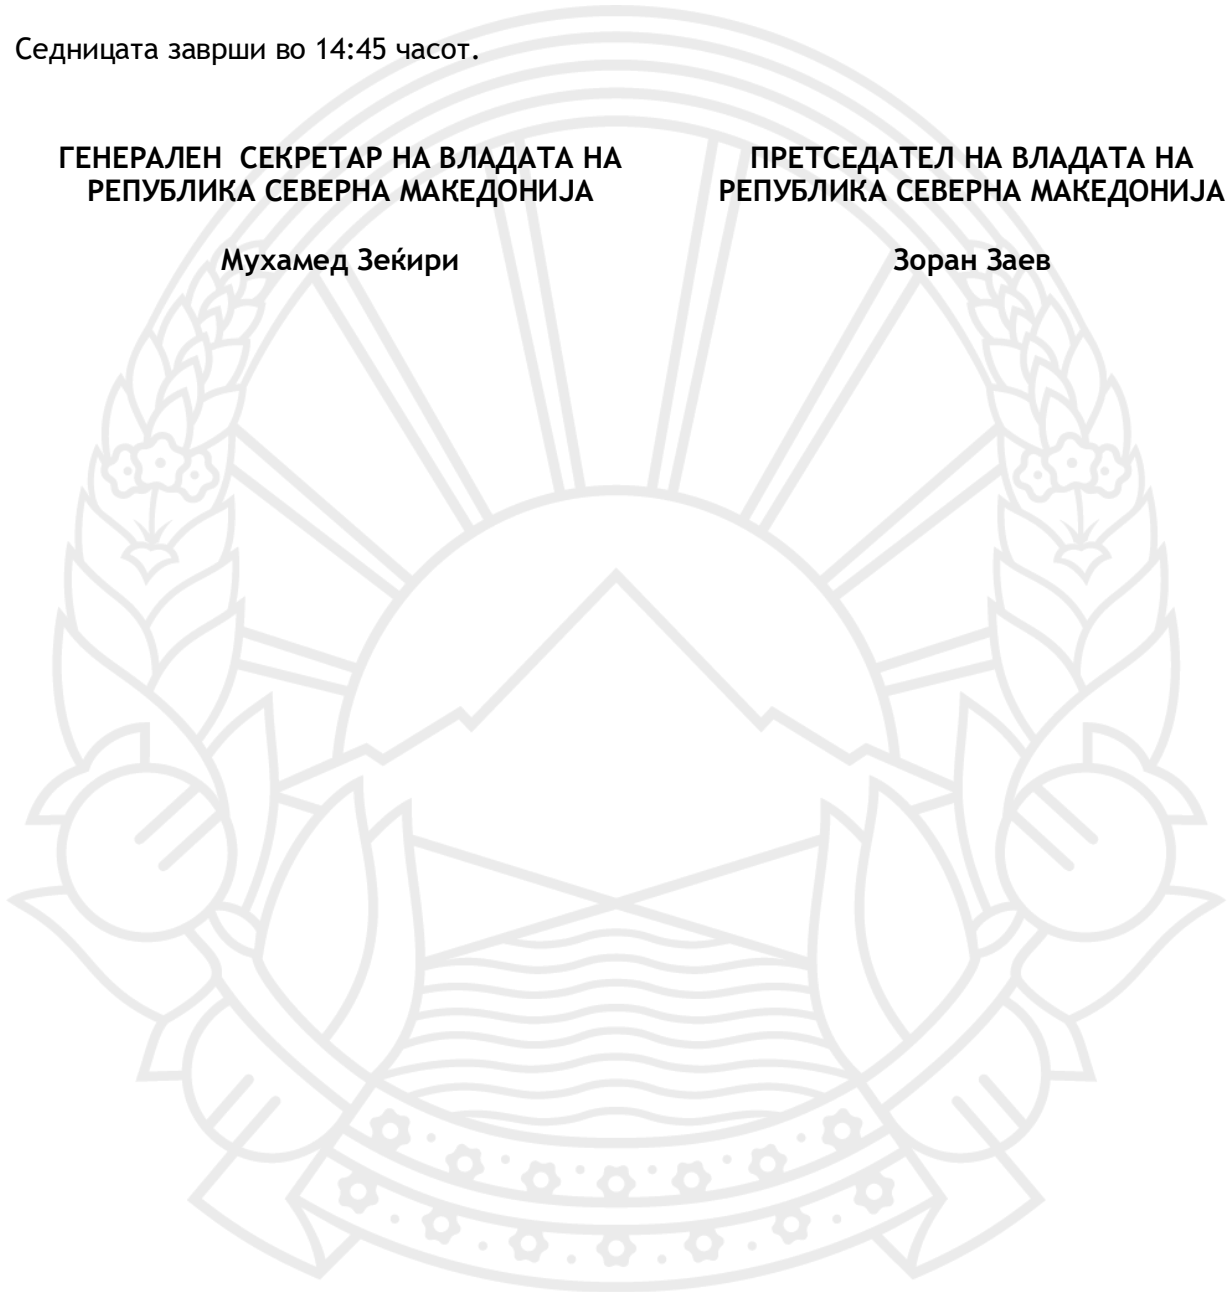 Седницата заврши во 14:45 часот.
ГЕНЕРАЛЕН СЕКРЕТАР НА ВЛАДАТА НА
РЕПУБЛИКА СЕВЕРНА МАКЕДОНИЈА
Мухамед Зеќири
ПРЕТСЕДАТЕЛ НА ВЛАДАТА НА
РЕПУБЛИКА СЕВЕРНА МАКЕДОНИЈА
Зоран Заев